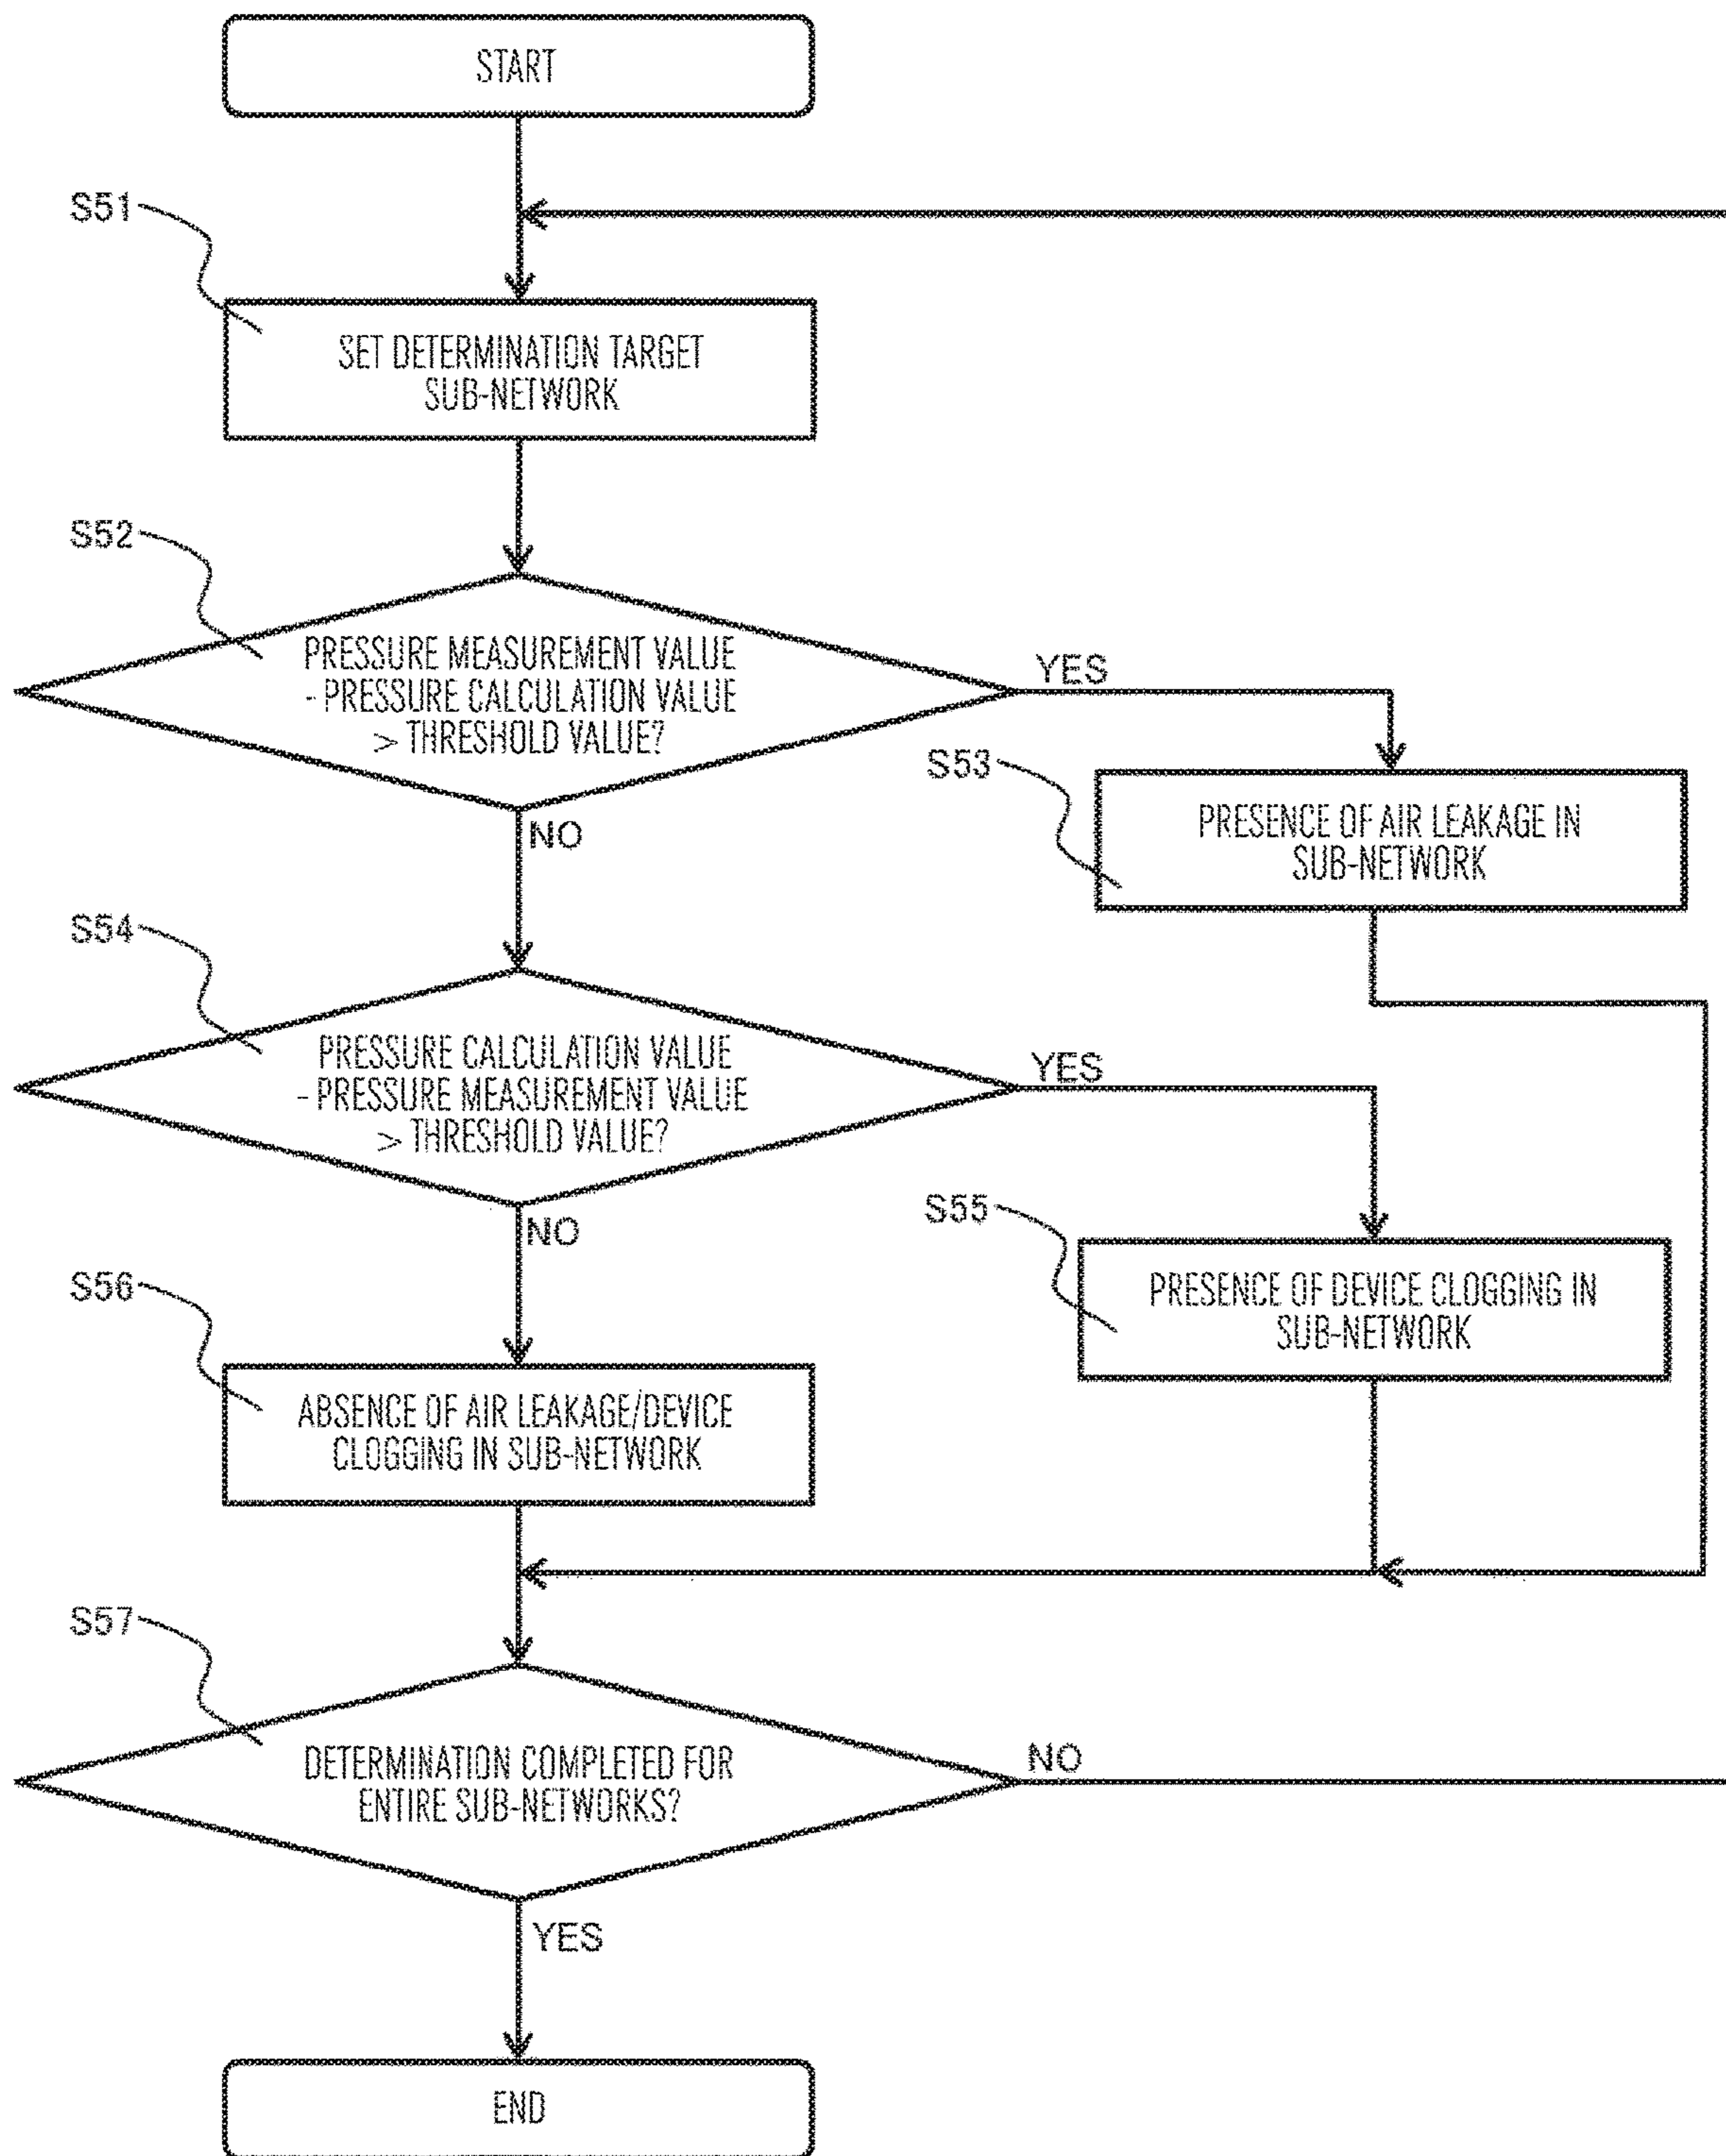 START
S51
SET DETERMINATION TARGET
SUB-NETWORK
S52
PRESSURE MEASUREMENT VALUE
- PRESSURE CALCULATION VALUE
> THRESHOLD VALUE?
YES
NO
S53
PRESENCE OF AIR LEAKAGE IN
SUB-NETWORK
S54
PRESSURE CALCULATION VALUE
- PRESSURE MEASUREMENT VALUE
> THRESHOLD VALUE?
YES
NO
S55
PRESENCE OF DEVICE CLOGGING IN
SUB-NETWORK
S56
ABSENCE OF AIR LEAKAGE/DEVICE
CLOGGING IN SUB-NETWORK
S57
DETERMINATION COMPLETED FOR
ENTIRE SUB-NETWORKS?
NO
YES
END